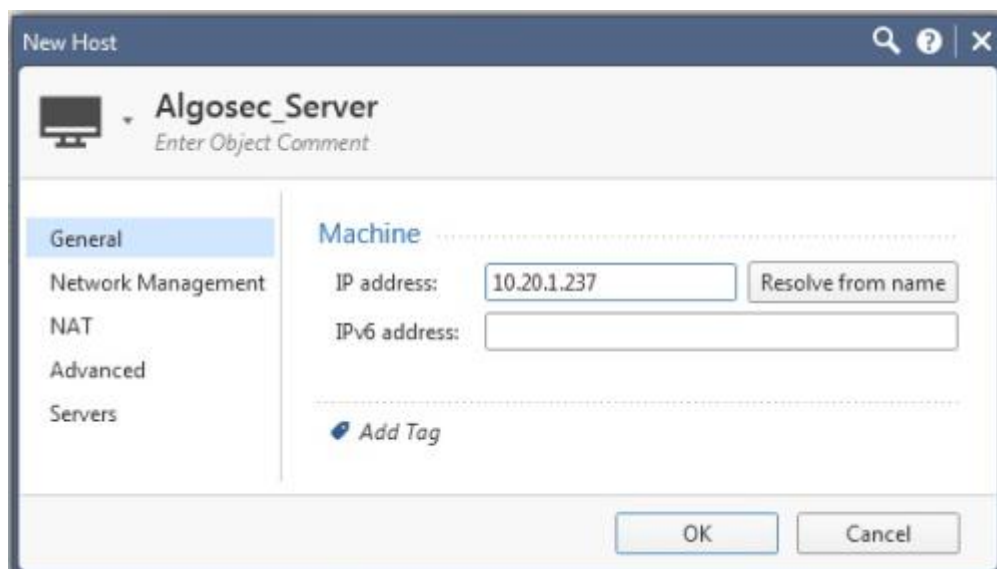 New Host
Algosec_Server
Enter Object Comment
General
Network Management
NAT
Advanced
Servers
Machine
IP address: 10.20.1.237 Resolve from name
IPv6 address:
Add Tag
OK Cancel